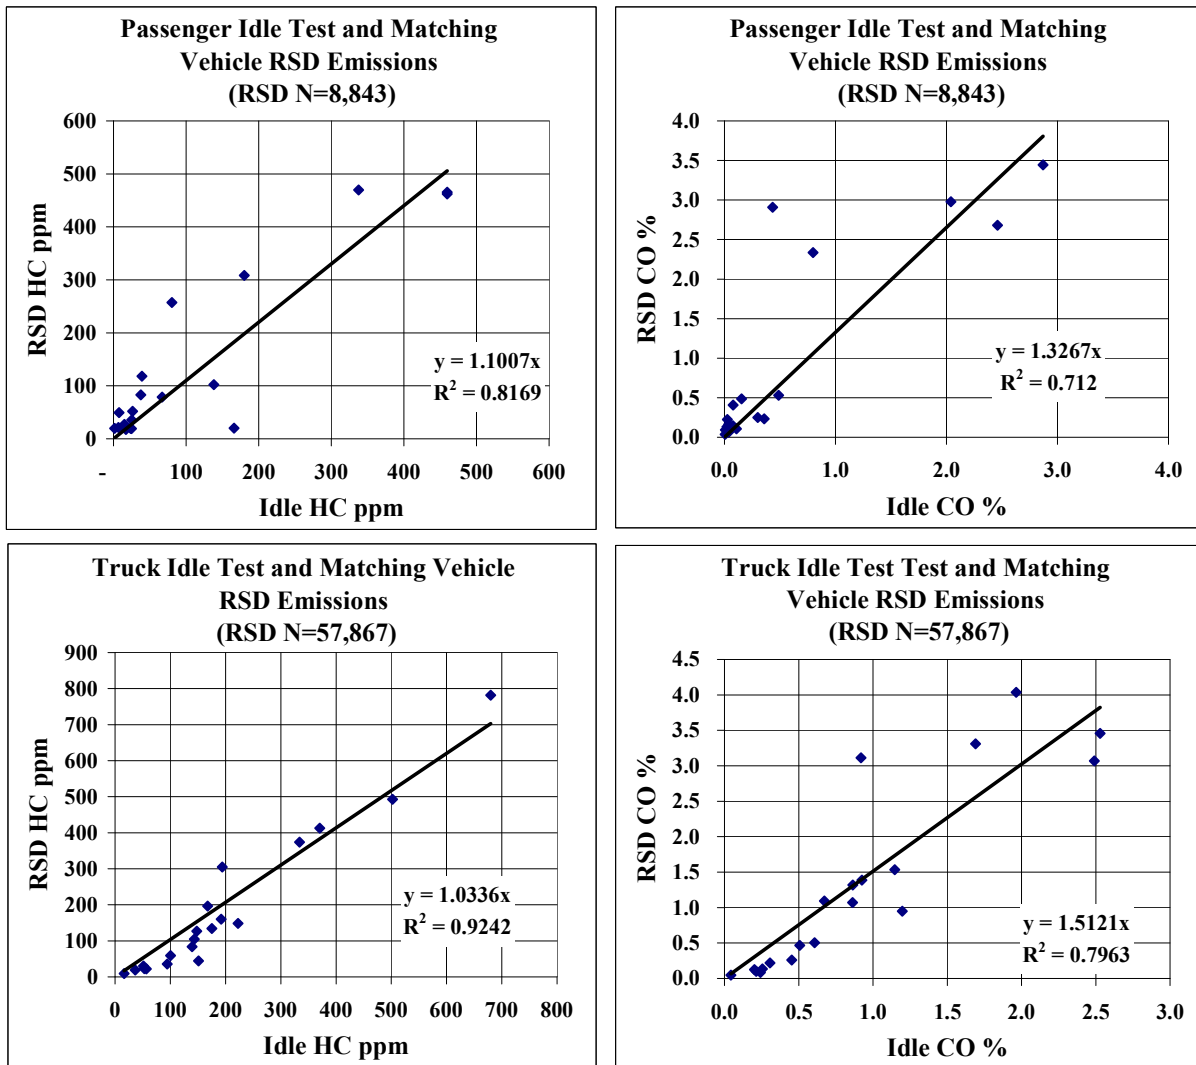 Passenger Idle Test and Matching
Vehicle RSD Emissions
(RSD N=8,843)
RSD HC ppm
600
500
400
300
200
100
0
y = 1.1007x
R² = 0.8169
- 100 200 300 400 500 600
Idle HC ppm
Passenger Idle Test and Matching
Vehicle RSD Emissions
(RSD N=8,843)
RSD CO %
4.0
3.5
3.0
2.5
2.0
1.5
1.0
0.5
0.0
y = 1.3267x
R² = 0.712
0.0 1.0 2.0 3.0 4.0
Idle CO %
Truck Idle Test and Matching Vehicle
RSD Emissions
(RSD N=57,867)
RSD HC ppm
900
800
700
600
500
400
300
200
100
0
y = 1.0336x
R² = 0.9242
0 100 200 300 400 500 600 700 800
Idle HC ppm
Truck Idle Test Test and Matching
Vehicle RSD Emissions
(RSD N=57,867)
RSD CO %
4.5
4.0
3.5
3.0
2.5
2.0
1.5
1.0
0.5
0.0
y = 1.5121x
R² = 0.7963
0.0 0.5 1.0 1.5 2.0 2.5 3.0
Idle CO %